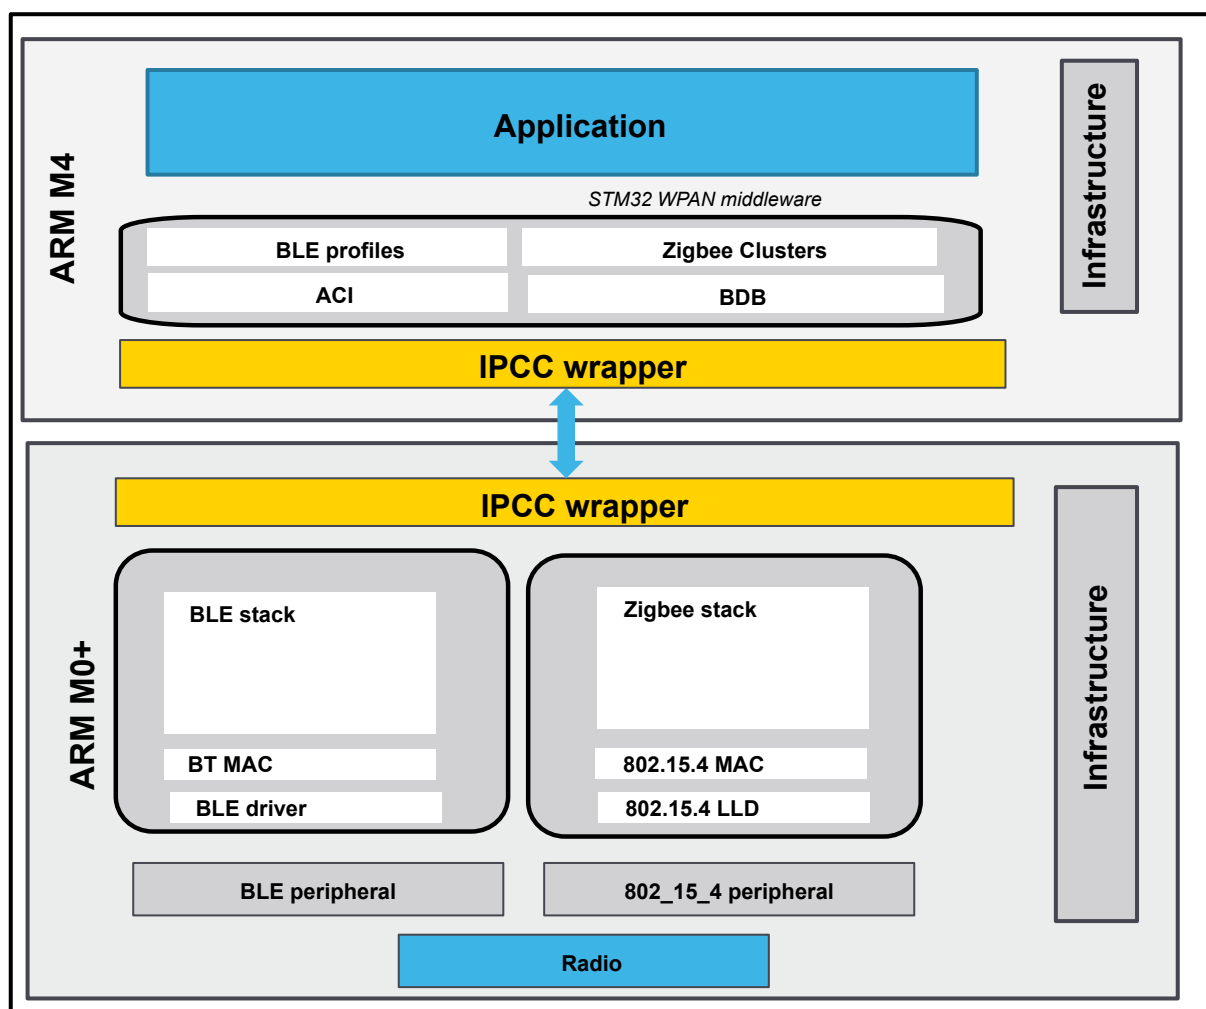 ARM M4
Application
Infrastructure
STM32 WPAN middleware
BLE profiles
Zigbee Clusters
ACI
BDB
IPCC wrapper
ARM M0+
IPCC wrapper
Infrastructure
BLE stack
Zigbee stack
BT MAC
802.15.4 MAC
BLE driver
802.15.4 LLD
BLE peripheral
802_15_4 peripheral
Radio